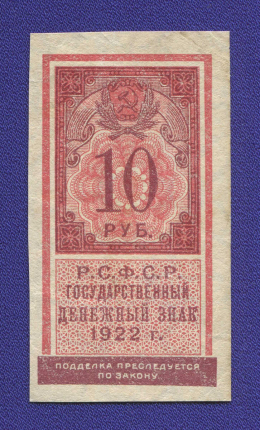 10
РУБ.
Р.С.Ф.С.Р.
ГОСУДАРСТВЕННЫЙ
ДЕНЕЖНЫЙ ЗНАК
1922 г.
ПОДДЕЛКА ПРЕСЛЕДУЕТСЯ
ПО ЗАКОНУ.